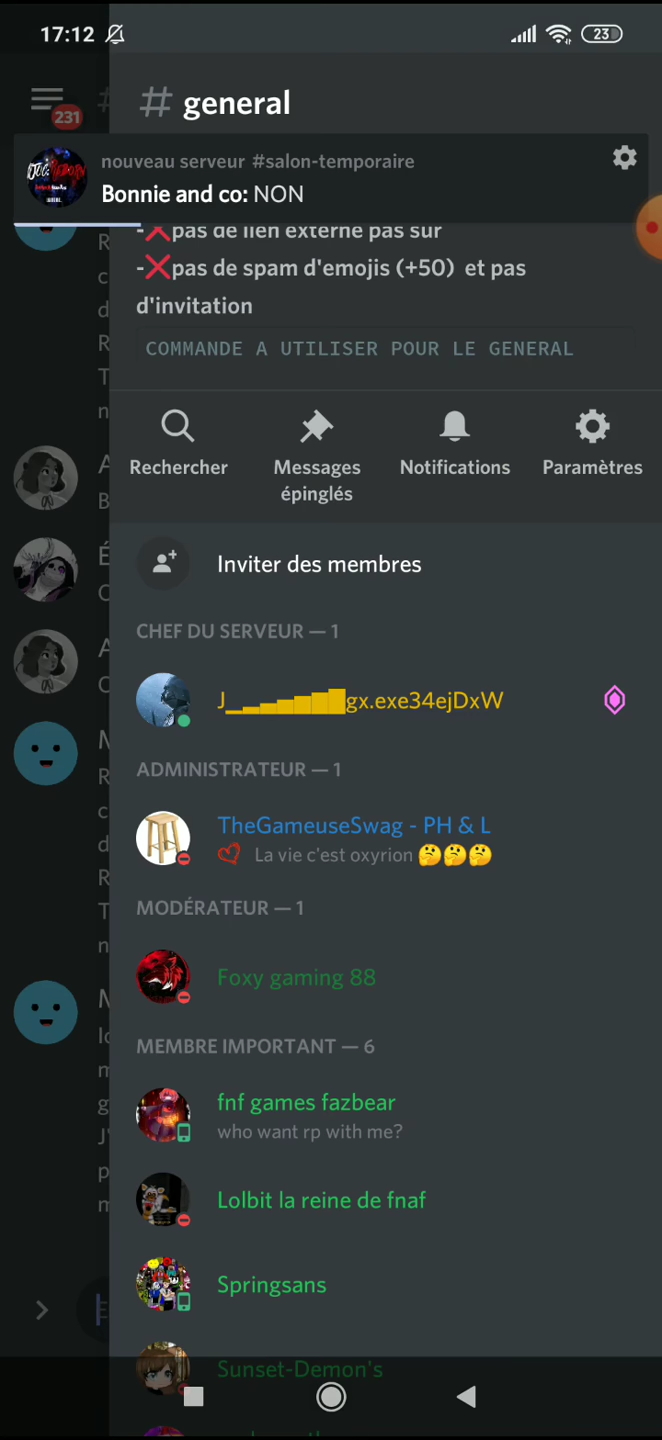 17:12
23
231
# general
nouveau serveur #salon-temporaire
Bonnie and co: NON
-❌pas de lien externe pas sur
-❌pas de spam d'emojis (+50) et pas
d'invitation
COMMANDE A UTILISER POUR LE GENERAL
Rechercher
Messages épinglés
Notifications
Paramètres
Inviter des membres
CHEF DU SERVEUR — 1
J▁▂▃▄▅▆▇gx.exe34ejDxW
ADMINISTRATEUR — 1
TheGameuseSwag - PH & L
La vie c'est oxyrion 🤔🤔🤔
MODÉRATEUR — 1
Foxy gaming 88
MEMBRE IMPORTANT — 6
fnf games fazbear
who want rp with me?
Lolbit la reine de fnaf
Springsans
Sunset-Demon's